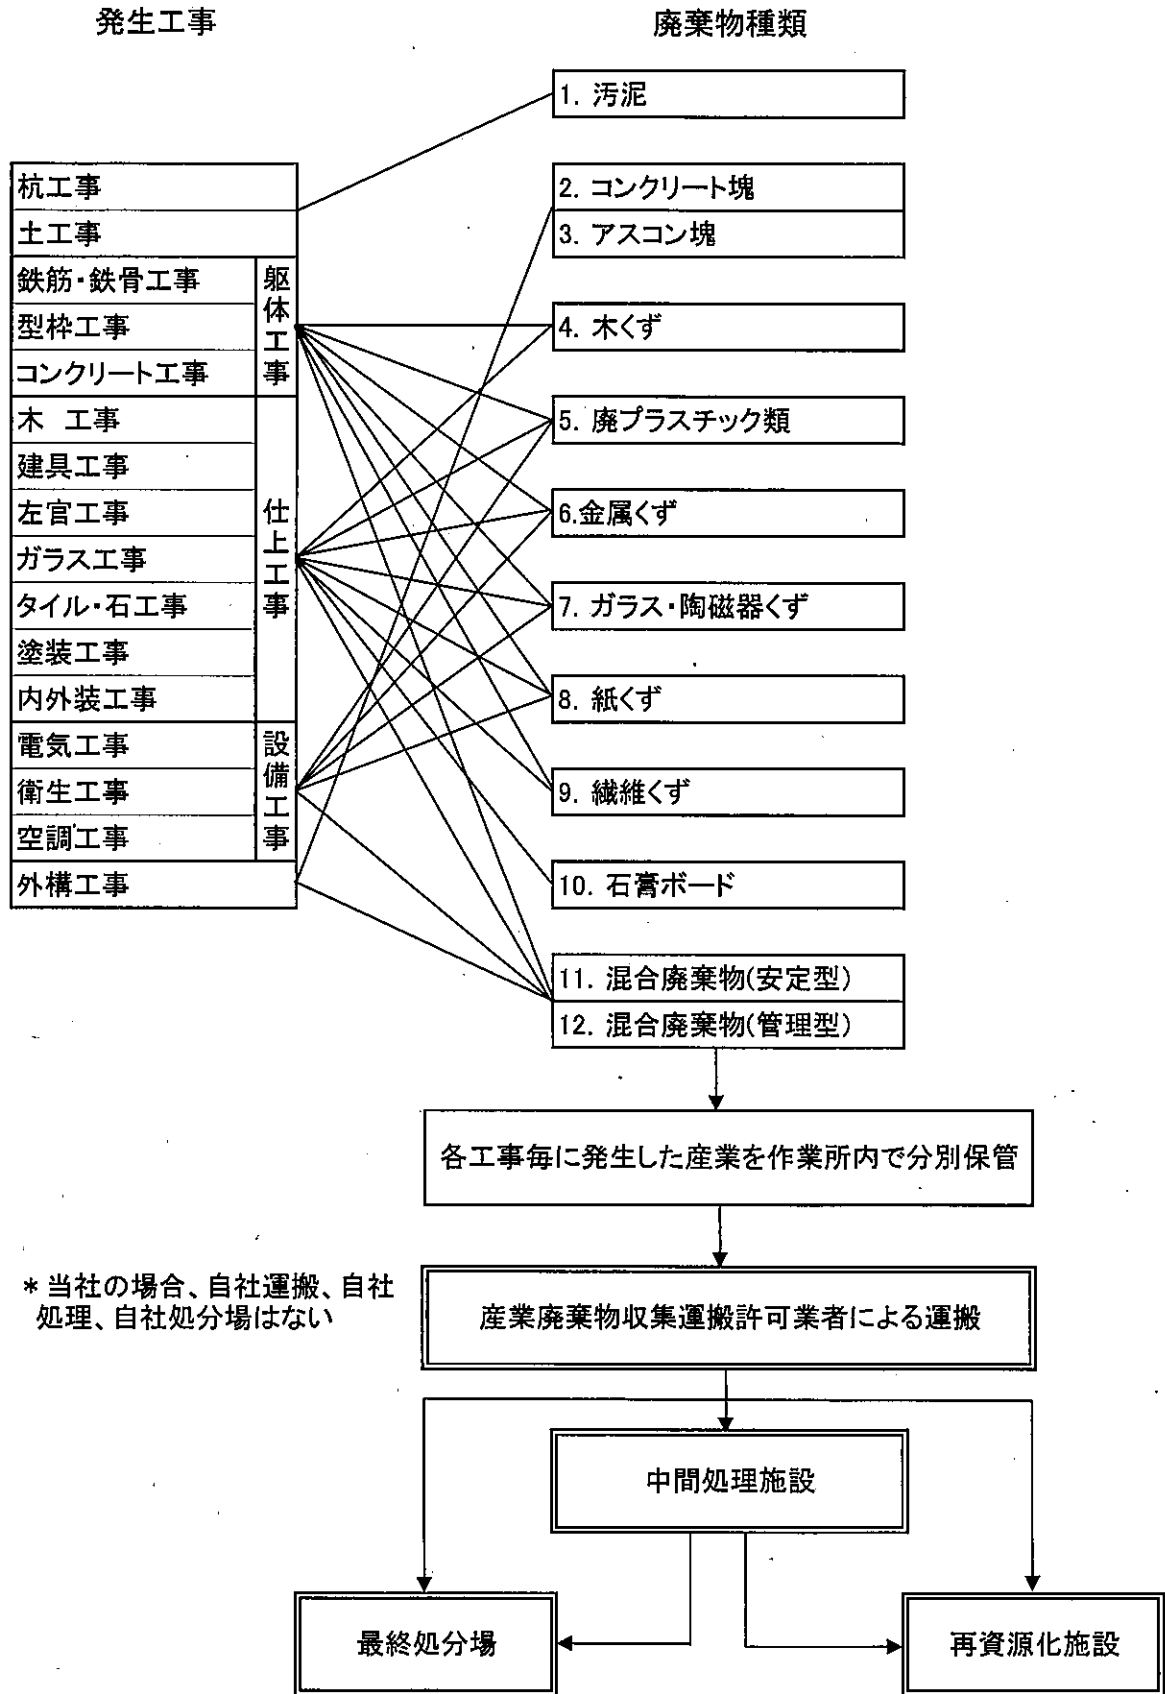 発生工事
廃棄物種類
1. 汚泥
杭工事
土工事
鉄筋・鉄骨工事
型枠工事
コンクリート工事
躯体工事
木 工事
建具工事
左官工事
ガラス工事
タイル・石工事
塗装工事
内外装工事
仕上工事
電気工事
衛生工事
空調工事
設備工事
外構工事
2. コンクリート塊
3. アスコン塊
4. 木くず
5. 廃プラスチック類
6.金属くず
7. ガラス・陶磁器くず
8. 紙くず
9. 繊維くず
10. 石膏ボード
11. 混合廃棄物(安定型)
12. 混合廃棄物(管理型)
各工事毎に発生した産業を作業所内で分別保管
* 当社の場合、自社運搬、自社
処理、自社処分場はない
産業廃棄物収集運搬許可業者による運搬
中間処理施設
最終処分場
再資源化施設